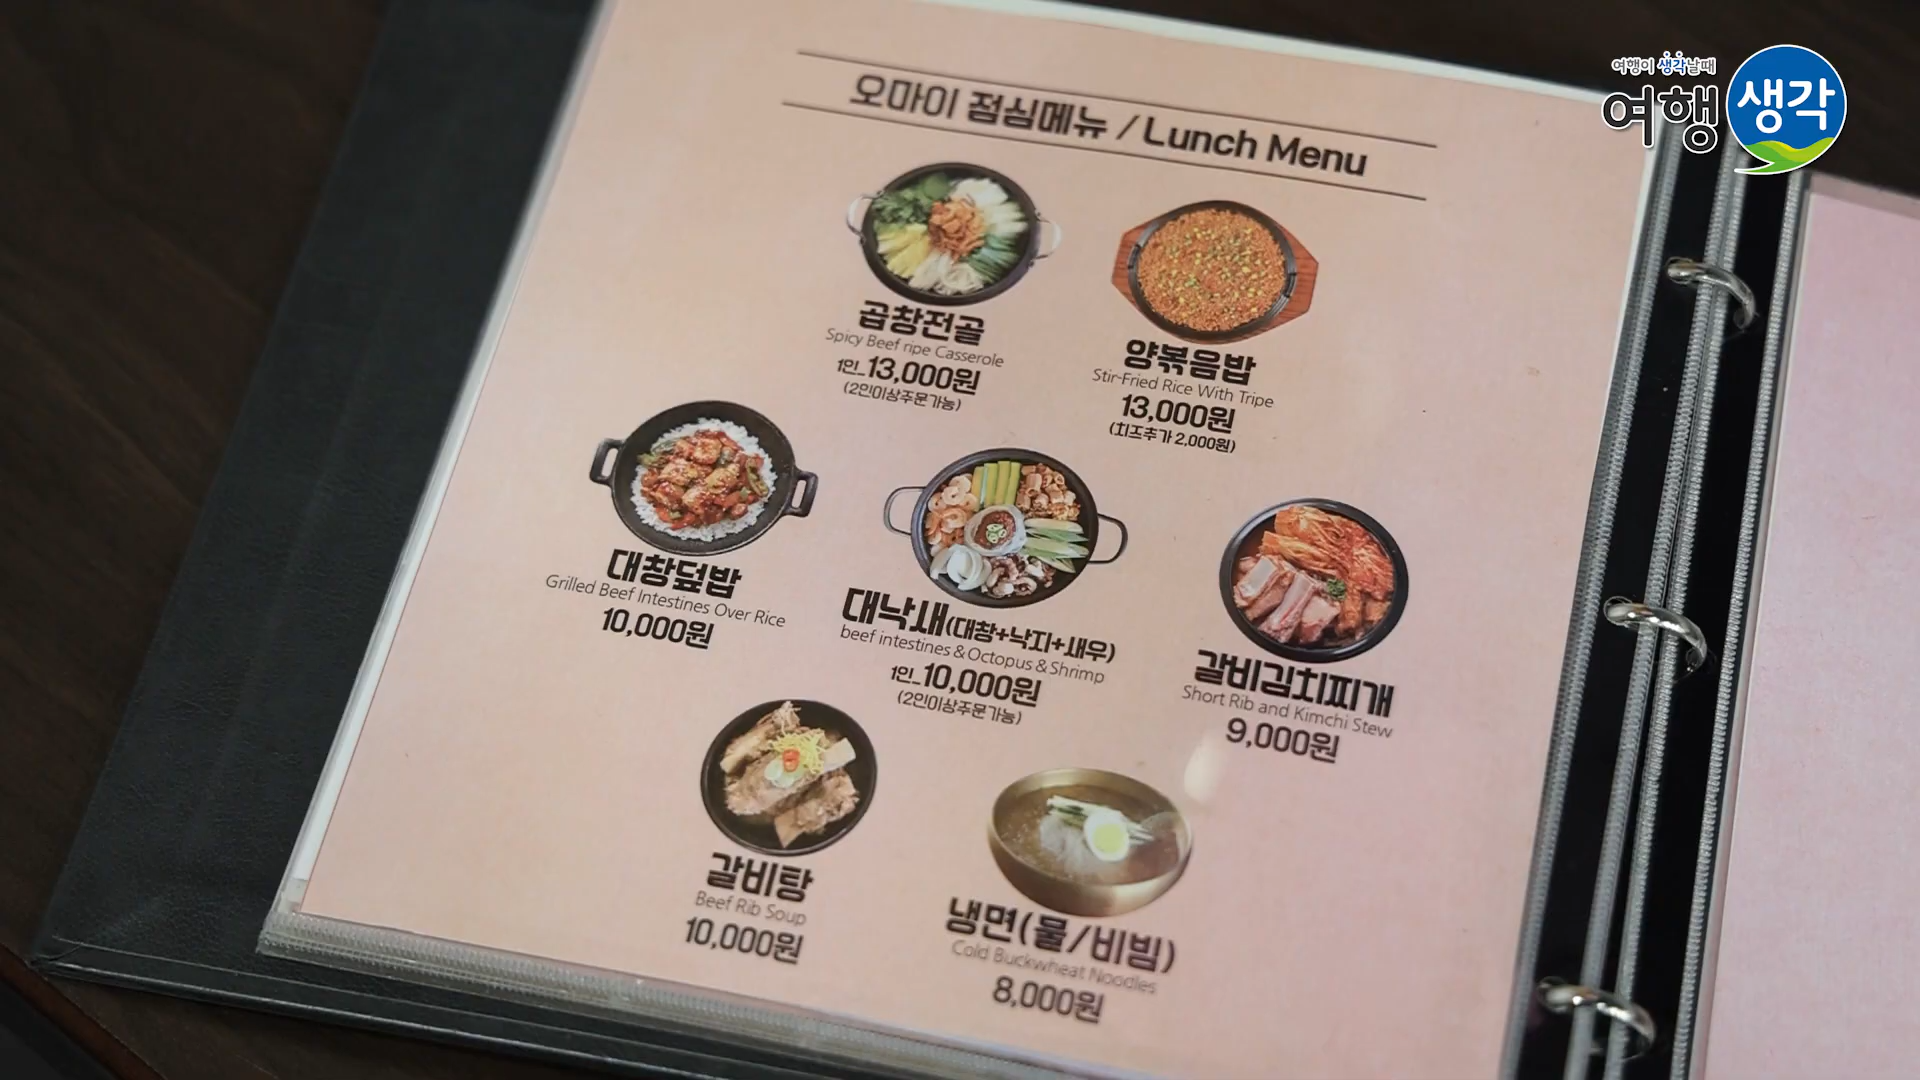 여행이 생각날때
여행 생각
오마이 점심메뉴 / Lunch Menu
곱창전골
Spicy Beef ripe Casserole
1인_13,000원
(2인이상주문가능)
양볶음밥
Stir-Fried Rice With Tripe
13,000원
(치즈추가 2,000원)
대창덮밥
Grilled Beef Intestines Over Rice
10,000원
대낙새(대창+낙지+새우)
beef intestines & Octopus & Shrimp
1인_10,000원
(2인이상주문가능)
갈비김치찌개
Short Rib and Kimchi Stew
9,000원
갈비탕
Beef Rib Soup
10,000원
냉면(물/비빔)
Cold Buckwheat Noodles
8,000원